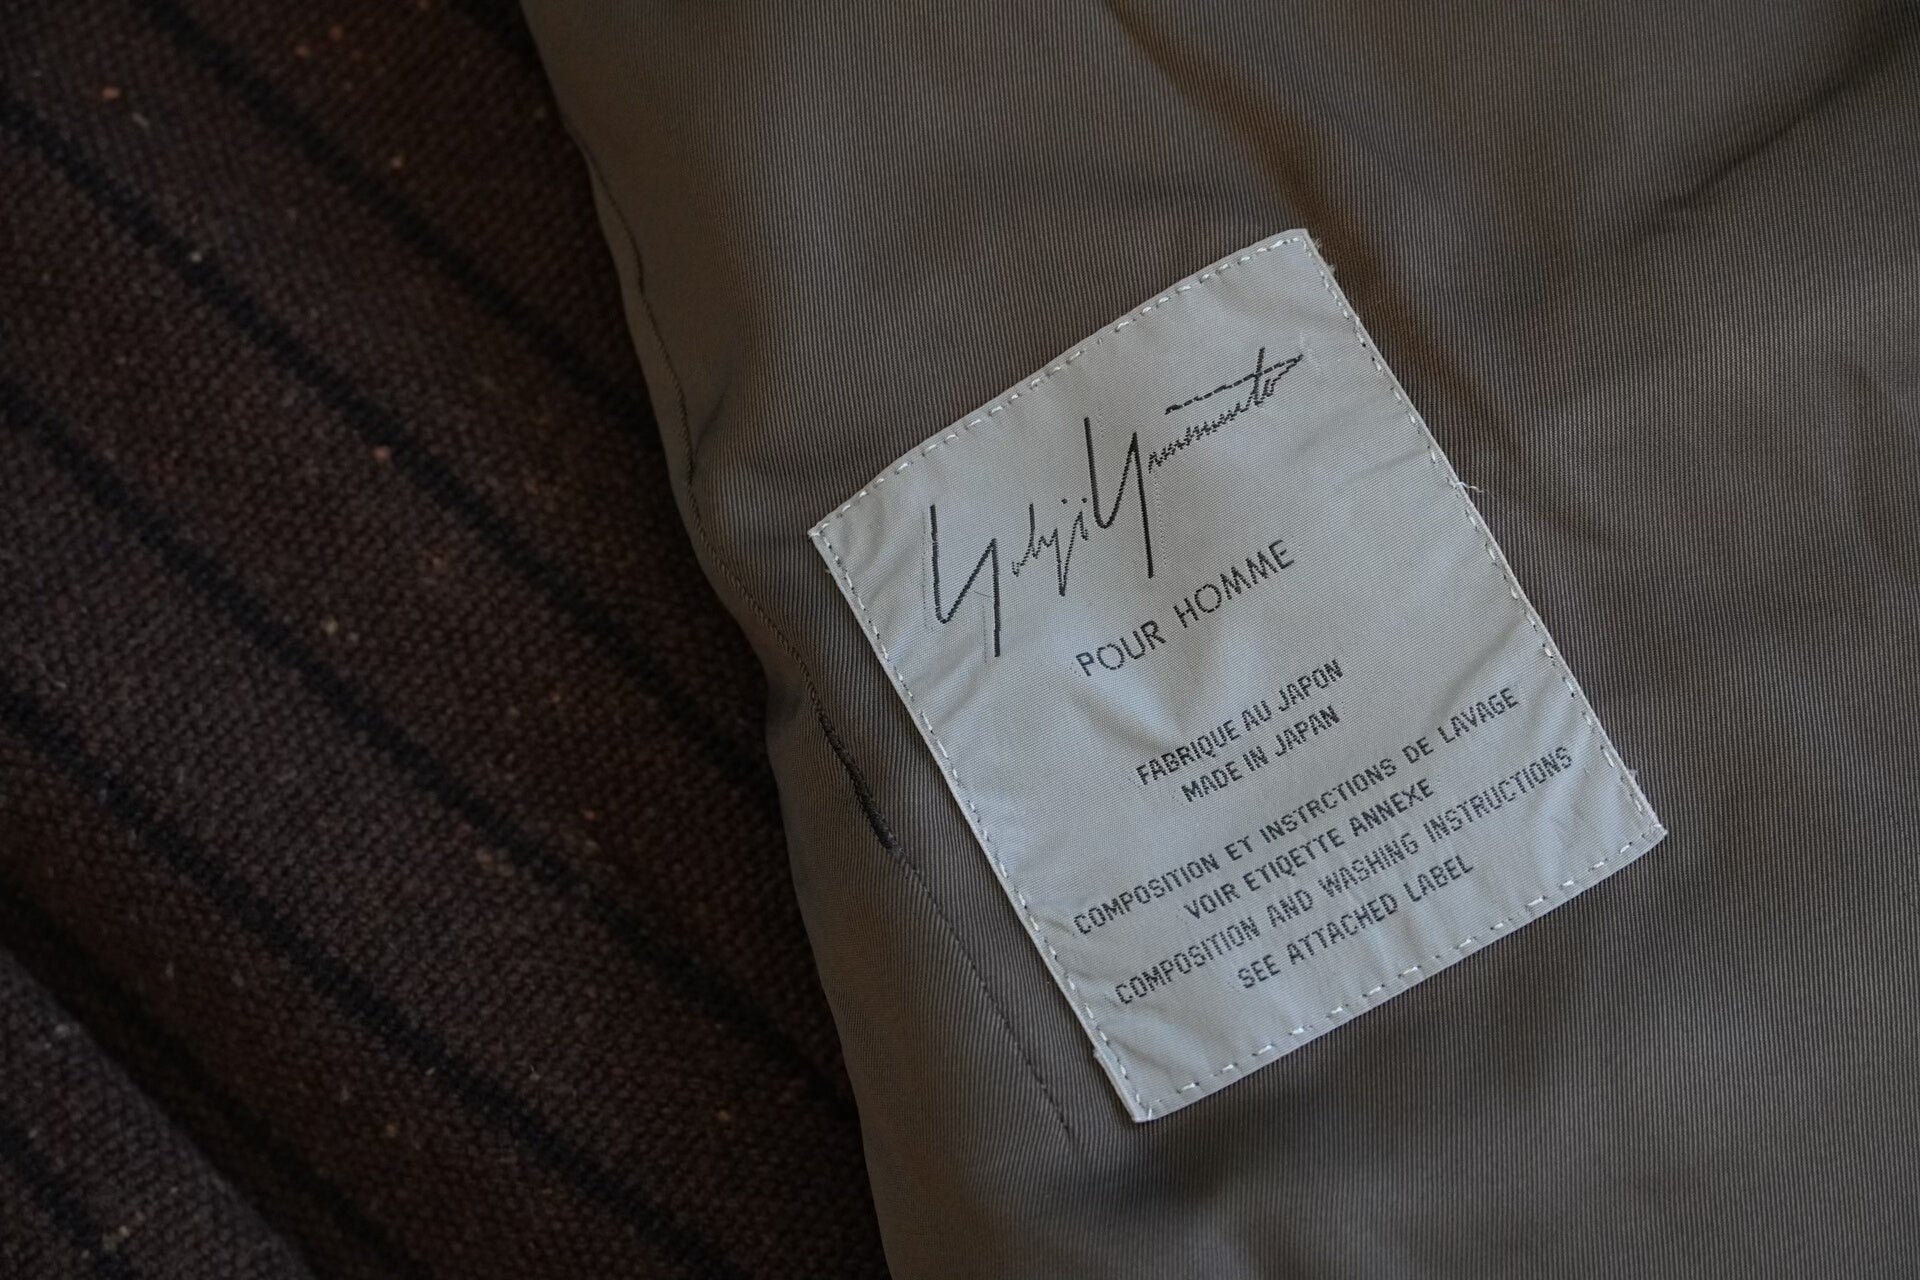 Yohji Yamamoto
POUR HOMME
FABRIQUE AU JAPON
MADE IN JAPAN
COMPOSITION ET INSTRCTIONS DE LAVAGE
VOIR ETIQETTE ANNEXE
COMPOSITION AND WASHING INSTRUCTIONS
SEE ATTACHED LABEL